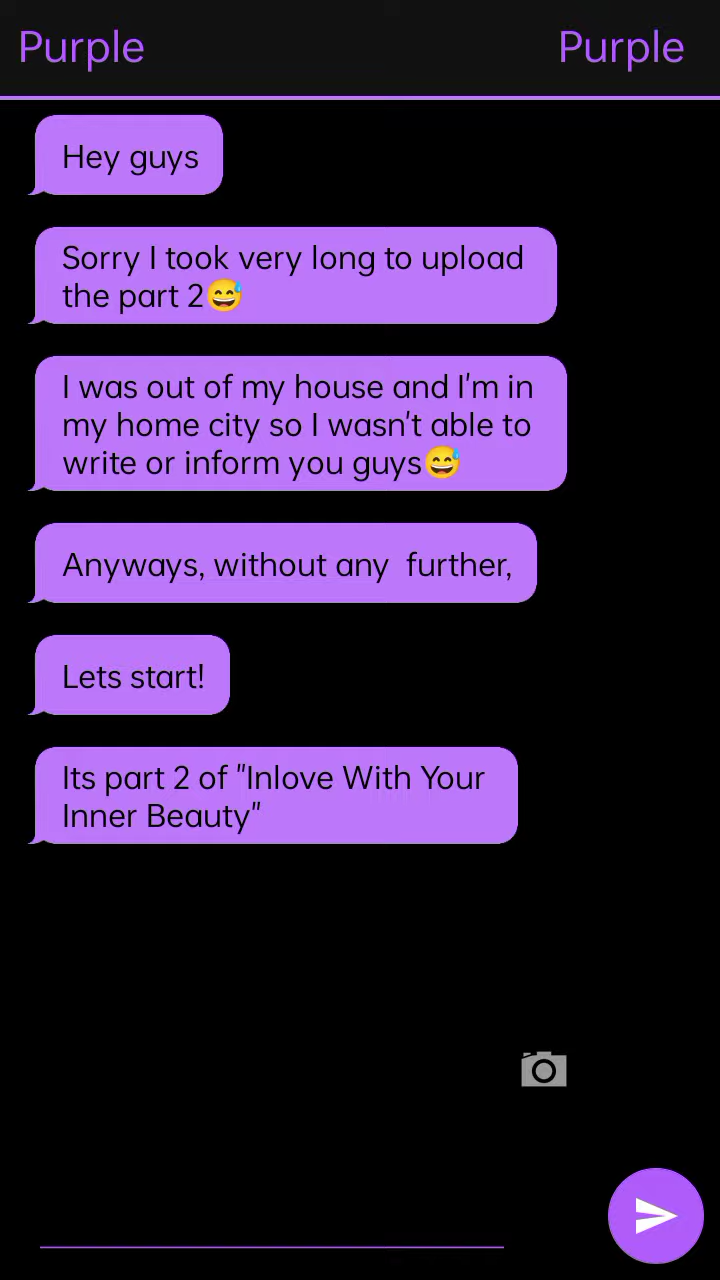 Purple
Purple
Hey guys
Sorry I took very long to upload
the part 2😅
I was out of my house and I'm in
my home city so I wasn't able to
write or inform you guys😅
Anyways, without any  further,
Lets start!
Its part 2 of "Inlove With Your
Inner Beauty"